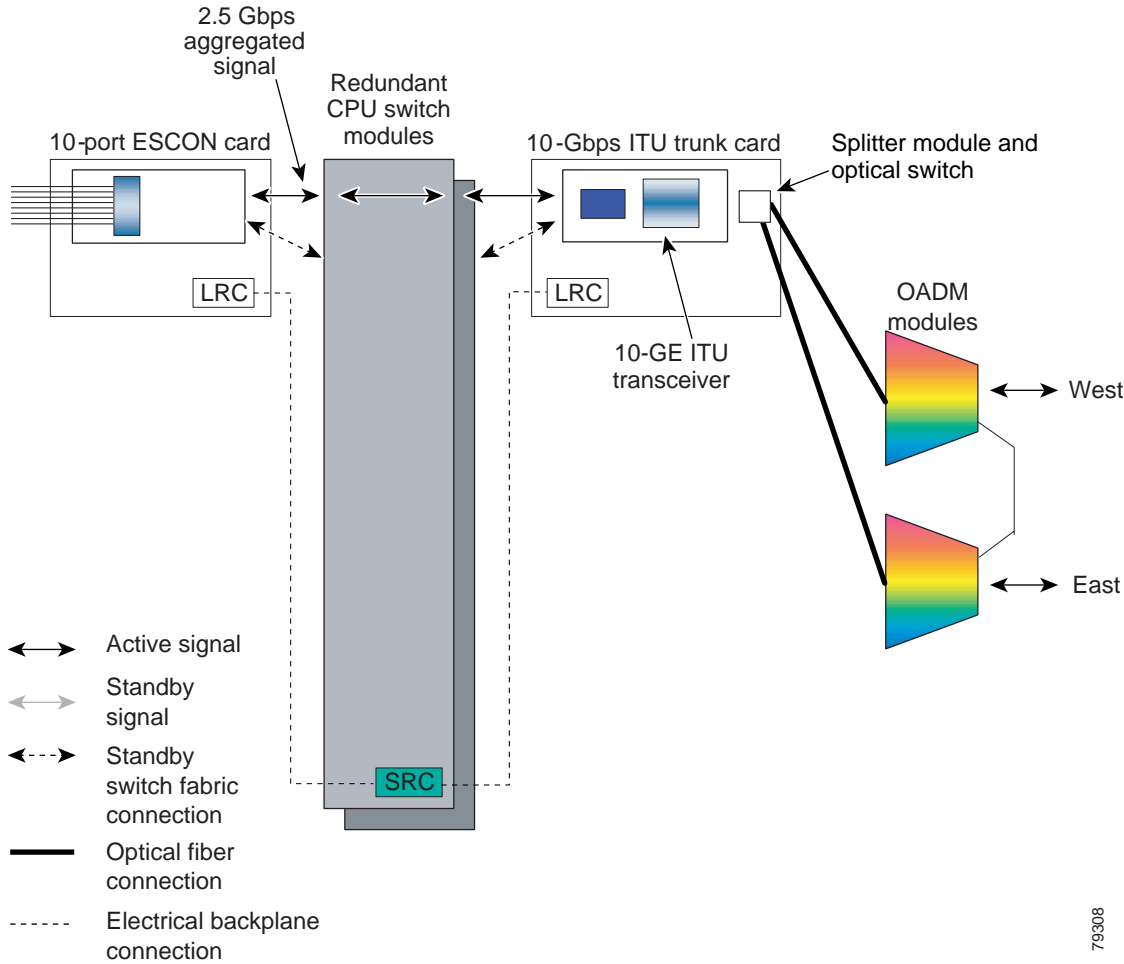 2.5 Gbps
aggregated
signal
Redundant
CPU switch
modules
10-port ESCON card
10-Gbps ITU trunk card
Splitter module and
optical switch
LRC
LRC
OADM
modules
10-GE ITU
transceiver
West
East
SRC
Active signal
Standby
signal
Standby
switch fabric
connection
Optical fiber
connection
Electrical backplane
connection
79308